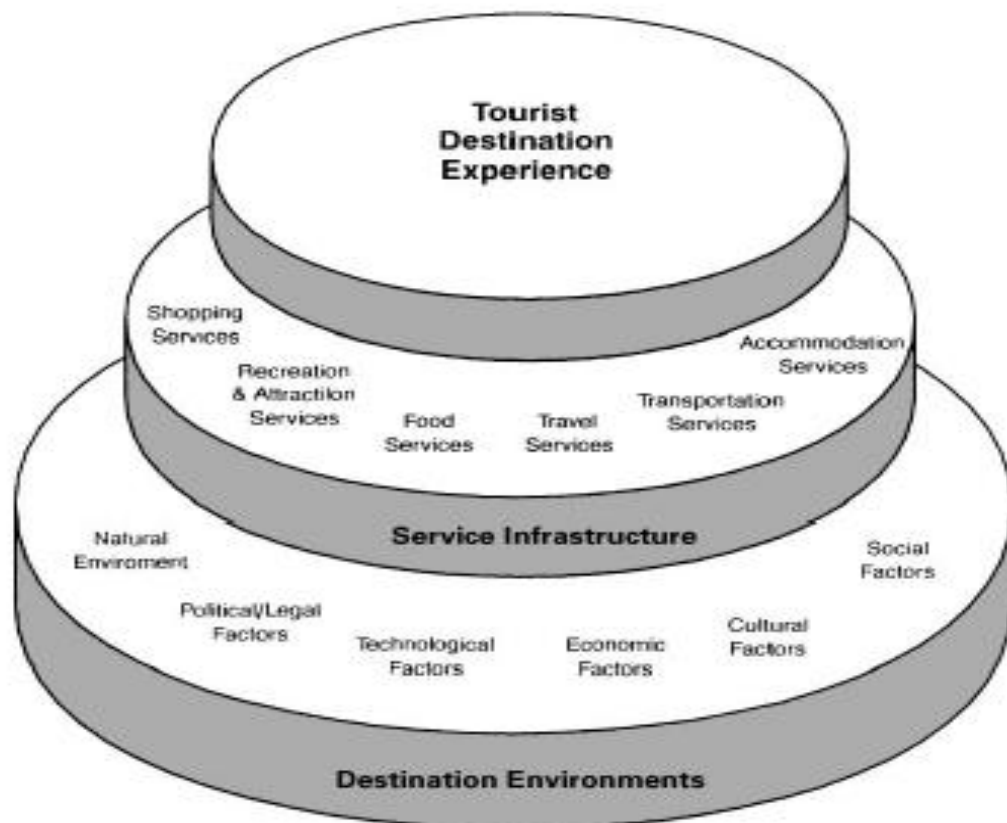 Tourist
Destination
Experience
Shopping
Services
Recreation
& Attractilon
Services
Food
Services
Travel
Services
Transportation
Services
Accommodation
Services
Service Infrastructure
Natural
Enviroment
Political/Legal
Factors
Technological
Factors
Economic
Factors
Cultural
Factors
Social
Factors
Destination Environments